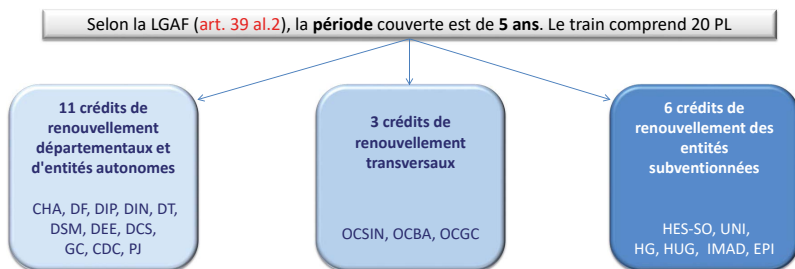 Selon la LGAF (art. 39 al.2), la période couverte est de 5 ans. Le train comprend 20 PL
11 crédits de
renouvellement
départementaux et
d'entités autonomes
CHA, DF, DIP, DIN, DT,
DSM, DEE, DCS,
GC, CDC, PJ
3 crédits de
renouvellement
transversaux
OCSIN, OCBA, OCGC
6 crédits de
renouvellement des
entités
subventionnées
HES-SO, UNI,
HG, HUG, IMAD, EPI